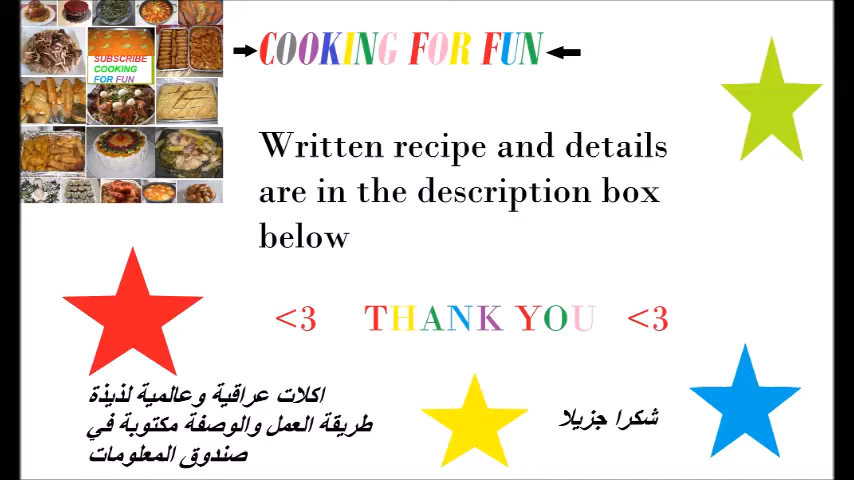 COOKING FOR FUN
SUBSCRIBE
COOKING
FOR FUN
Written recipe and details
are in the description box
below
<3 THANK YOU <3
اكلات عراقية وعالمية لذيذة
طريقة العمل والوصفة مكتوبة في
صندوق المعلومات
شكرا جزيلا